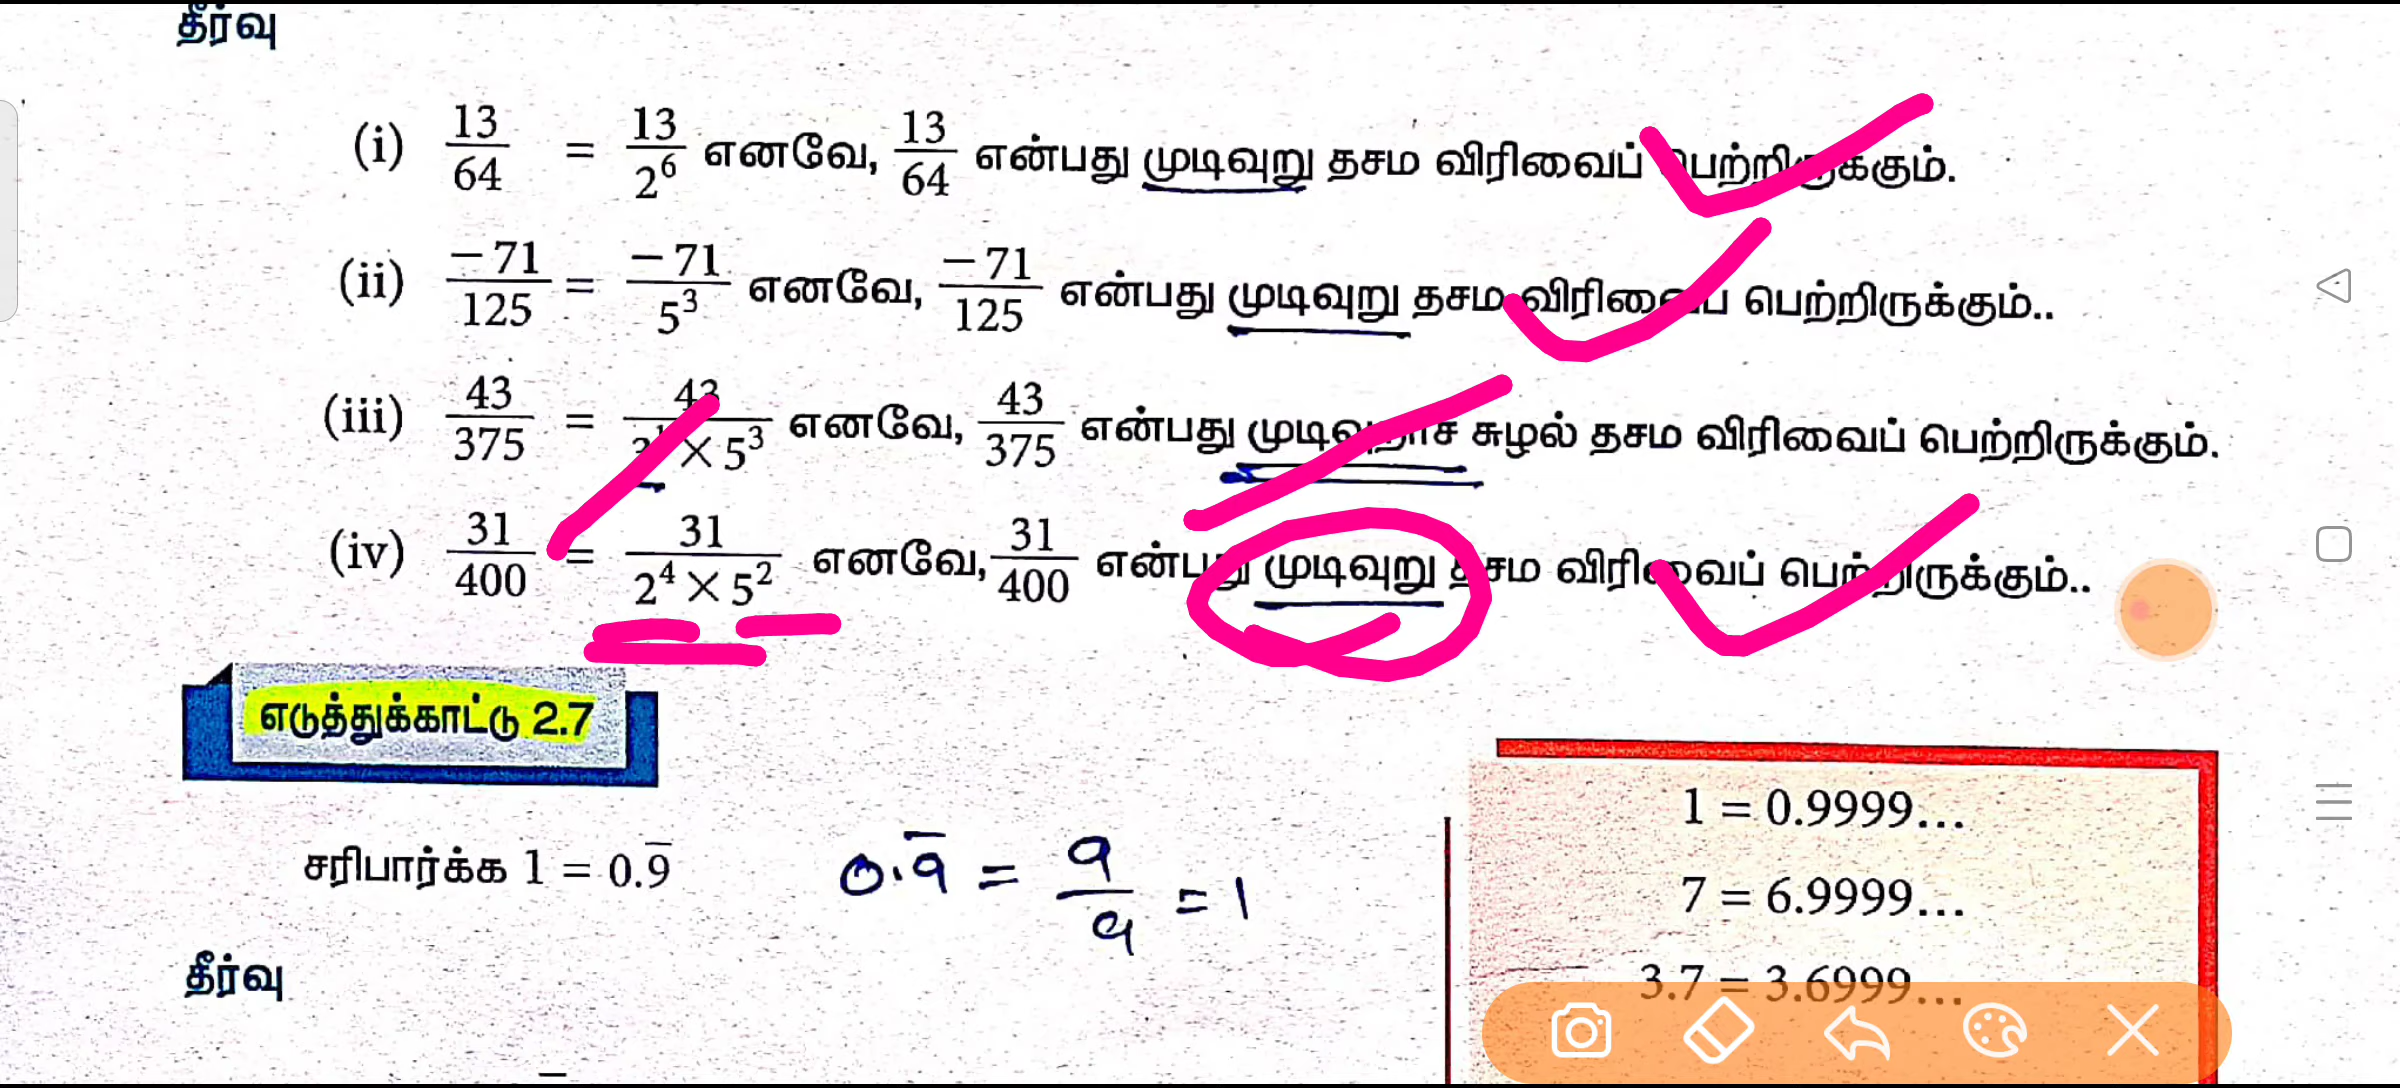 தீர்வு
(i) 13/64 = 13/2⁶ எனவே, 13/64 என்பது முடிவுறு தசம விரிவைப் பெற்றிருக்கும்.
(ii) −71/125 = −71/5³ எனவே, −71/125 என்பது முடிவுறு தசம விரிவைப் பெற்றிருக்கும்..
(iii) 43/375 = 43/3¹ × 5³ எனவே, 43/375 என்பது முடிவுறாச் சுழல் தசம விரிவைப் பெற்றிருக்கும்.
(iv) 31/400 = 31/2⁴ × 5² எனவே, 31/400 என்பது முடிவுறு தசம விரிவைப் பெற்றிருக்கும்..
எடுத்துக்காட்டு 2.7
சரிபார்க்க 1 = 0.9̅
0.9̅ = 9/9 = 1
தீர்வு
1 = 0.9999...
7 = 6.9999...
3.7 = 3.6999...